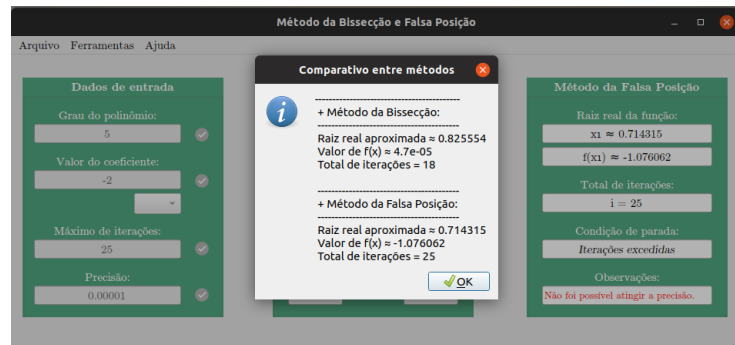 Método da Bissecção e Falsa Posição
Arquivo Ferramentas Ajuda
Dados de entrada
Grau do polinômio:
5
Valor do coeficiente:
-2
Máximo de iterações:
25
Precisão:
0.00001
Comparativo entre métodos
--------------------------------------------
+ Método da Bissecção:
--------------------------------------------
Raiz real aproximada ≈ 0.825554
Valor de f(x) ≈ 4.7e-05
Total de iterações = 18
--------------------------------------------
+ Método da Falsa Posição:
--------------------------------------------
Raiz real aproximada ≈ 0.714315
Valor de f(x) ≈ -1.076062
Total de iterações = 25
OK
Método da Falsa Posição
Raiz real da função:
x1 ≈ 0.714315
f(x1) ≈ -1.076062
Total de iterações:
i = 25
Condição de parada:
Iterações excedidas
Observações:
Não foi possível atingir a precisão.